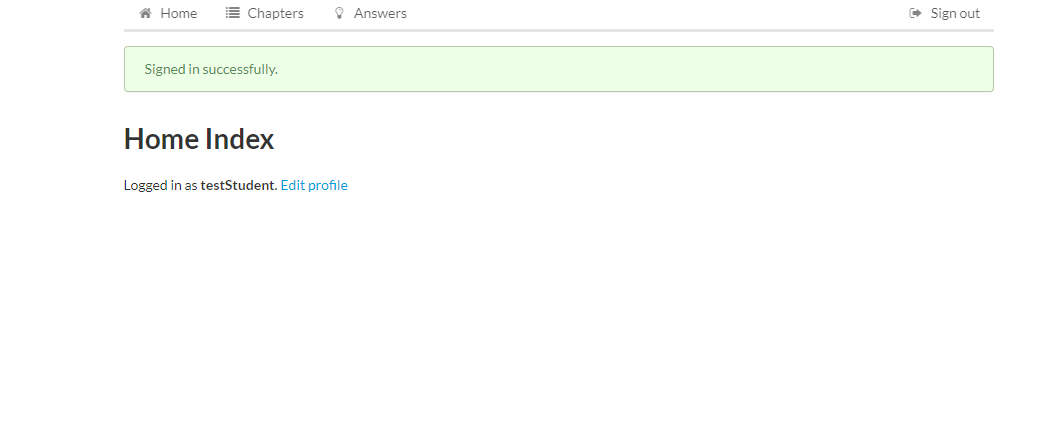 Home Chapters Answers Sign out
Signed in successfully.
Home Index
Logged in as testStudent. Edit profile